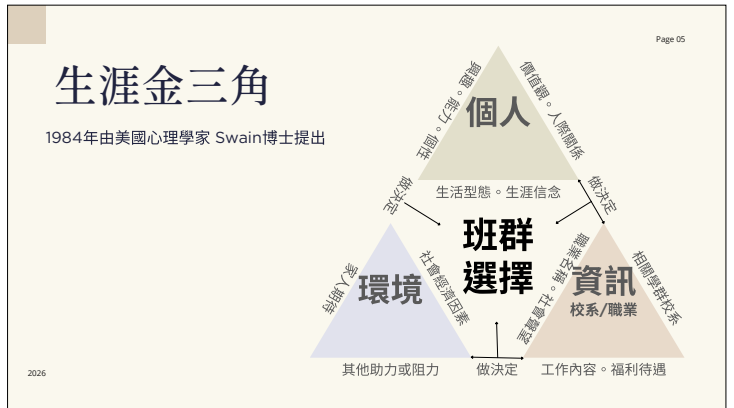 Page 05
生涯金三角
1984年由美國心理學家 Swain博士提出
興趣。能力。個性
個人
價值觀。人際關係
生活型態。生涯信念
做決定
做決定
班群
選擇
家人期待
環境
社會經濟因素
其他助力或阻力
做決定
職業名稱。社會聲望
資訊
校系/職業
相關學群校系
工作內容。福利待遇
2026